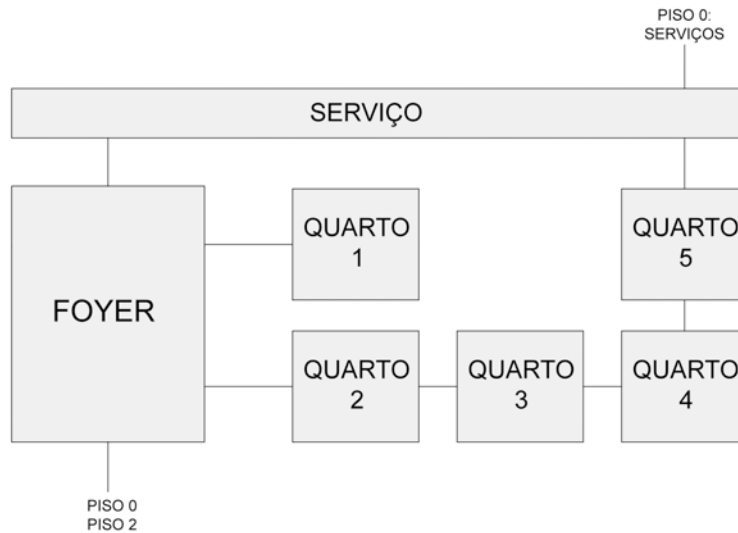 PISO 0:
SERVIÇOS
SERVIÇO
FOYER
QUARTO
1
QUARTO
5
QUARTO
2
QUARTO
3
QUARTO
4
PISO 0
PISO 2